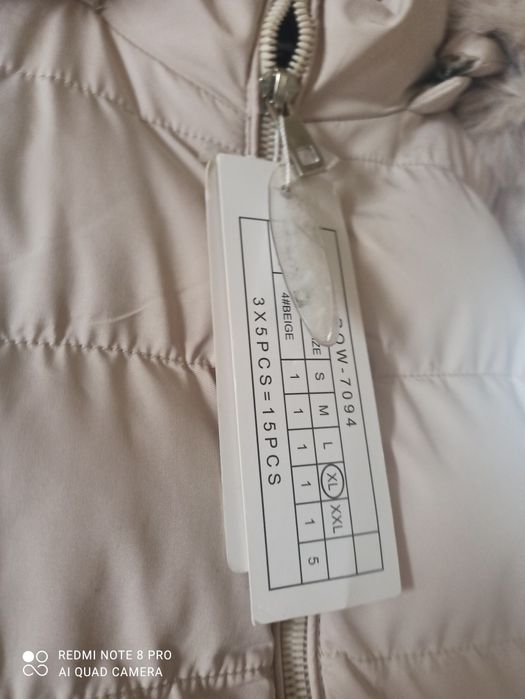 OW-7094
ZE S M L XL XXL
4#BEIGE 1 1 1 1 1 5
3X5PCS=15PCS
REDMI NOTE 8 PRO
AI QUAD CAMERA